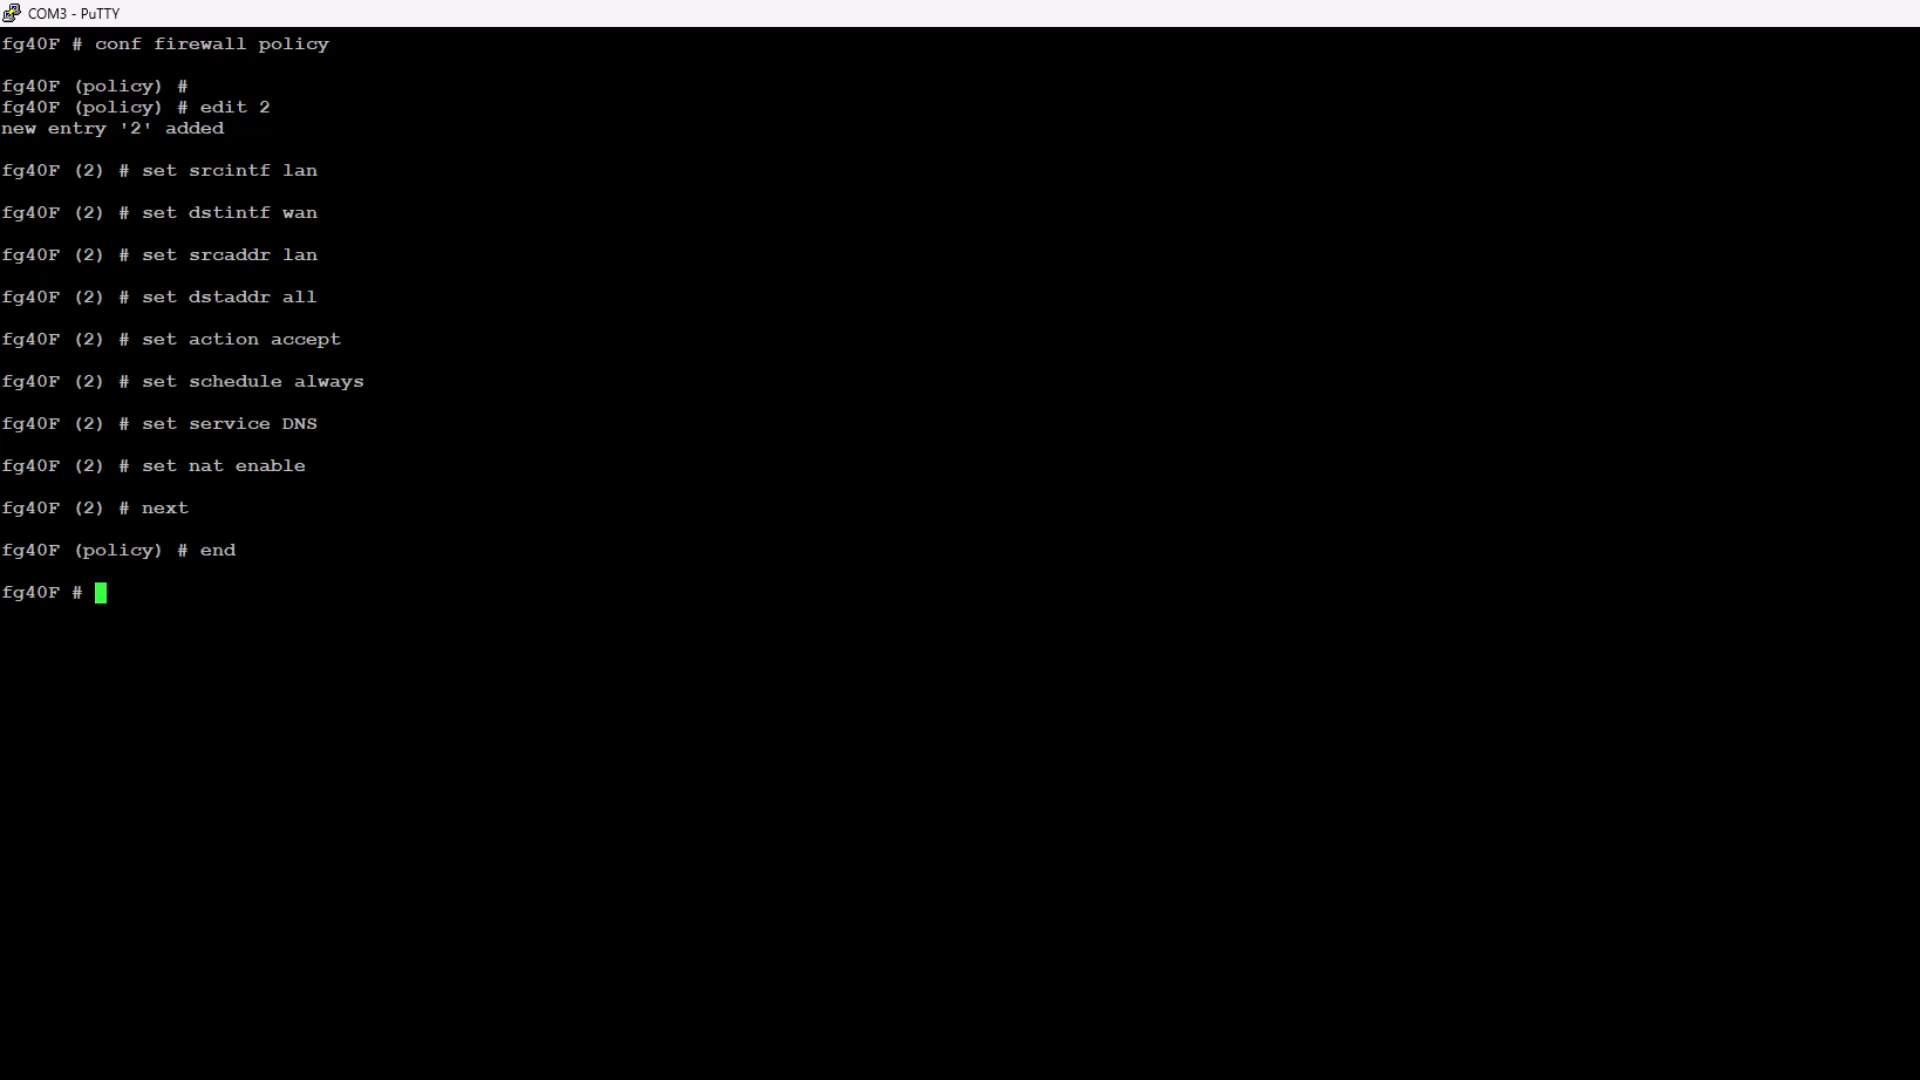 COM3 - PuTTY
fg40F # conf firewall policy
fg40F (policy) #
fg40F (policy) # edit 2
new entry '2' added
fg40F (2) # set srcintf lan
fg40F (2) # set dstintf wan
fg40F (2) # set srcaddr lan
fg40F (2) # set dstaddr all
fg40F (2) # set action accept
fg40F (2) # set schedule always
fg40F (2) # set service DNS
fg40F (2) # set nat enable
fg40F (2) # next
fg40F (policy) # end
fg40F #